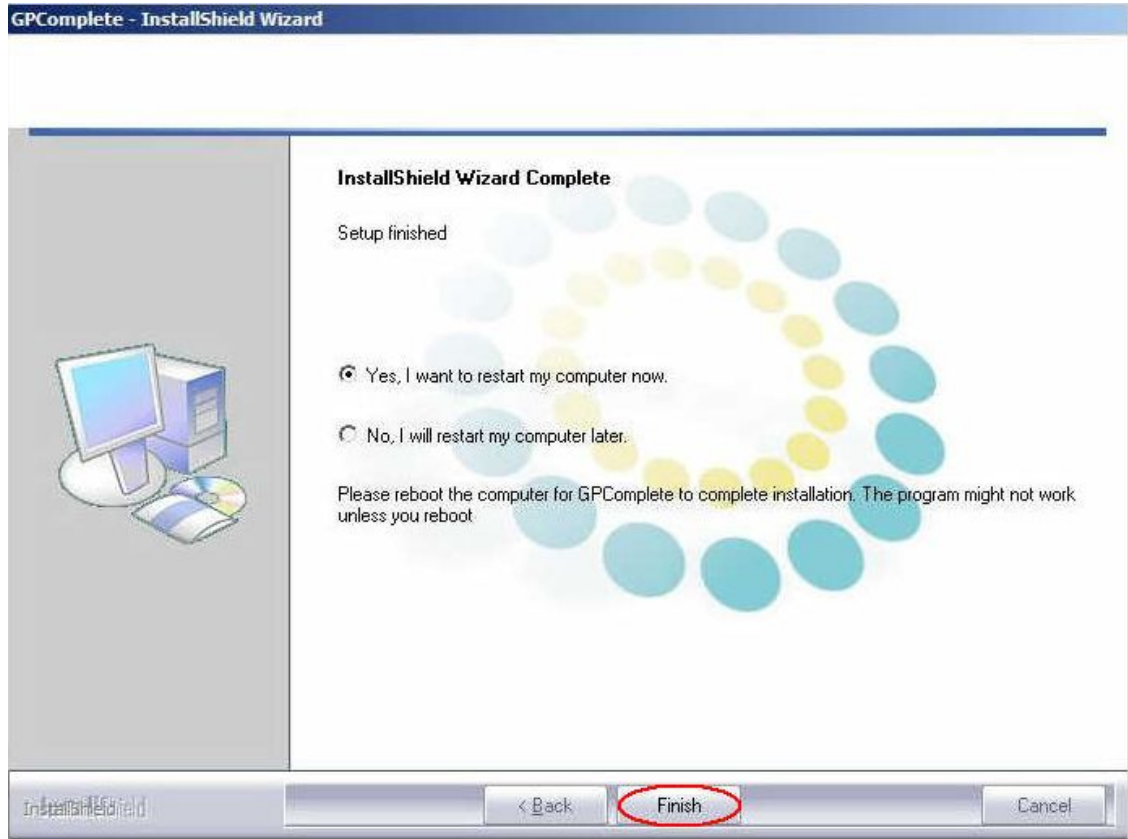 GPComplete - InstallShield Wizard
InstallShield Wizard Complete
Setup finished
Yes, I want to restart my computer now.
No, I will restart my computer later.
Please reboot the computer for GPComplete to complete installation. The program might not work
unless you reboot
InstallShield
< Back
Finish
Cancel